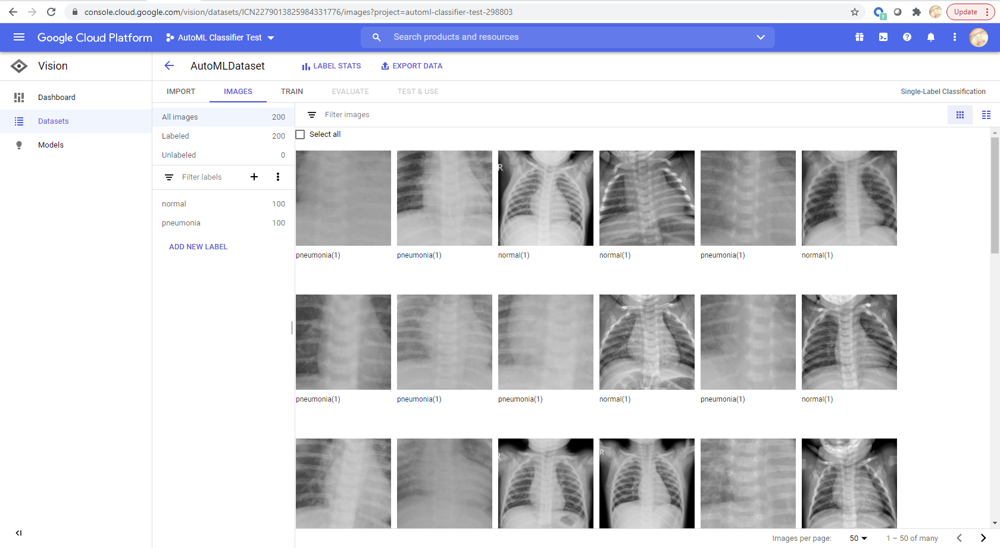 console.cloud.google.com/vision/datasets/ICN2279013825984331776/images?project=automl-classifier-test-298803
Update
Google Cloud Platform
AutoML Classifier Test
Search products and resources
Vision
AutoMLDataset
LABEL STATS
EXPORT DATA
Dashboard
Datasets
Models
IMPORT
IMAGES
TRAIN
EVALUATE
TEST & USE
Single-Label Classification
All images 200
Labeled 200
Unlabeled 0
Filter labels
normal 100
pneumonia 100
ADD NEW LABEL
Filter images
Select all
R
pneumonia(1)
pneumonia(1)
normal(1)
normal(1)
pneumonia(1)
normal(1)
pneumonia(1)
pneumonia(1)
pneumonia(1)
normal(1)
pneumonia(1)
normal(1)
R
R
Images per page: 50 1 – 50 of many